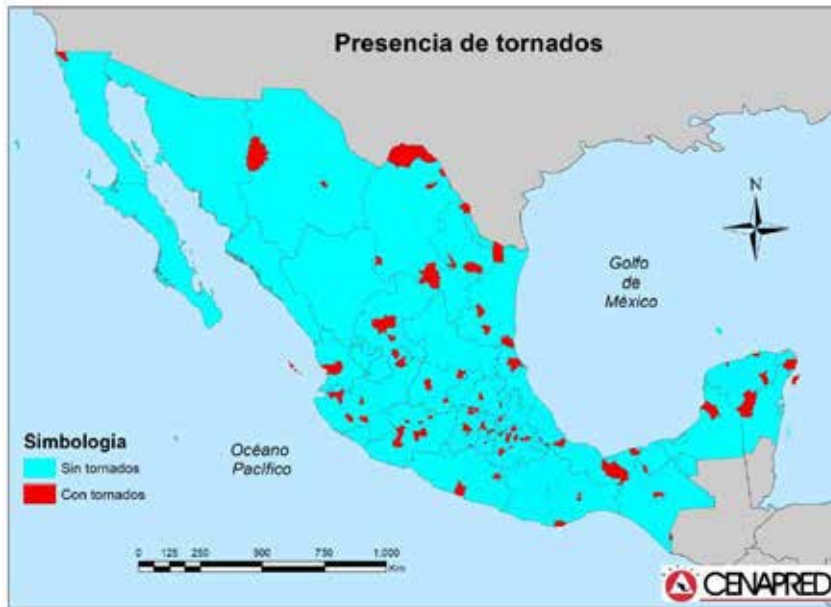 Presencia de tornados
N
Golfo
de
México
Simbología
Sin tornados
Con tornados
Océano
Pacífico
0 125 250 500 750 1,000
Km
CENAPRED